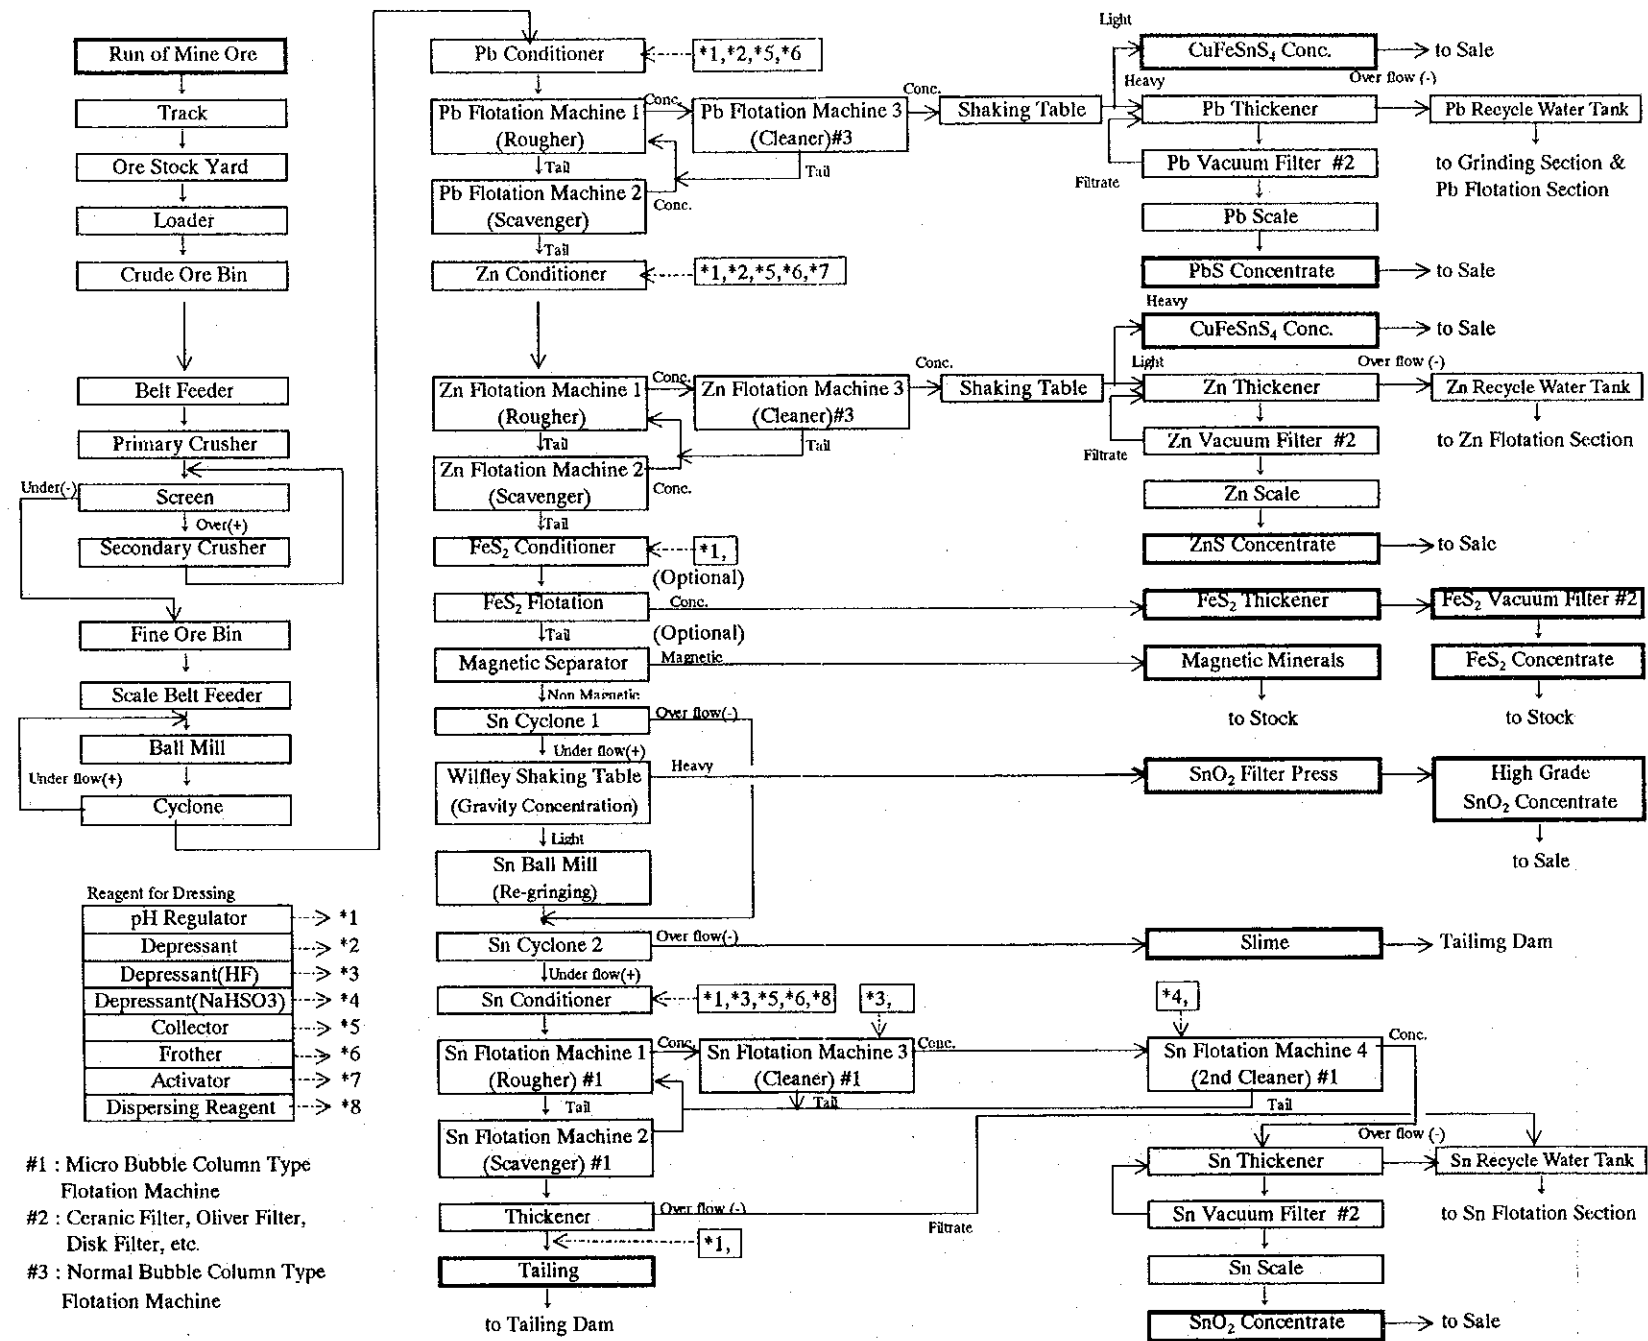 Run of Mine Ore
Track
Ore Stock Yard
Loader
Crude Ore Bin
Belt Feeder
Primary Crusher
Under(-)
Screen
Over(+)
Secondary Crusher
Fine Ore Bin
Scale Belt Feeder
Ball Mill
Under flow(+)
Cyclone
Reagent for Dressing
pH Regulator *1
Depressant *2
Depressant(HF) *3
Depressant(NaHSO3) *4
Collector *5
Frother *6
Activator *7
Dispersing Reagent *8
#1 : Micro Bubble Column Type
Flotation Machine
#2 : Ceranic Filter, Oliver Filter,
Disk Filter, etc.
#3 : Normal Bubble Column Type
Flotation Machine
Pb Conditioner
*1,*2,*5,*6
Pb Flotation Machine 1
(Rougher)
Conc.
Pb Flotation Machine 3
(Cleaner)#3
Conc.
Shaking Table
Tail
Tail
Pb Flotation Machine 2
(Scavenger)
Conc.
Tail
Zn Conditioner
*1,*2,*5,*6,*7
Light
CuFeSnS4 Conc.
to Sale
Heavy
Over flow (-)
Pb Thickener
Pb Recycle Water Tank
Pb Vacuum Filter #2
Filtrate
to Grinding Section &
Pb Flotation Section
Pb Scale
PbS Concentrate
to Sale
Heavy
CuFeSnS4 Conc.
to Sale
Zn Flotation Machine 1
(Rougher)
Conc.
Zn Flotation Machine 3
(Cleaner)#3
Conc.
Shaking Table
Light
Over flow (-)
Zn Thickener
Zn Recycle Water Tank
Tail
Tail
Zn Vacuum Filter #2
Filtrate
to Zn Flotation Section
Zn Flotation Machine 2
(Scavenger)
Conc.
Zn Scale
Tail
FeS2 Conditioner
*1,
(Optional)
ZnS Concentrate
to Sale
FeS2 Flotation
Conc.
FeS2 Thickener
FeS2 Vacuum Filter #2
Tail
(Optional)
Magnetic Separator
Magnetic
Magnetic Minerals
FeS2 Concentrate
Non Magnetic
to Stock
to Stock
Sn Cyclone 1
Over flow(-)
Under flow(+)
Wilfley Shaking Table
(Gravity Concentration)
Heavy
SnO2 Filter Press
High Grade
SnO2 Concentrate
to Sale
Light
Sn Ball Mill
(Re-gringing)
Sn Cyclone 2
Over flow(-)
Slime
Tailimg Dam
Under flow(+)
Sn Conditioner
*1,*3,*5,*6,*8
*3,
*4,
Sn Flotation Machine 1
(Rougher) #1
Conc.
Sn Flotation Machine 3
(Cleaner) #1
Conc.
Sn Flotation Machine 4
(2nd Cleaner) #1
Conc.
Tail
Tail
Tail
Sn Flotation Machine 2
(Scavenger) #1
Over flow (-)
Sn Thickener
Sn Recycle Water Tank
Thickener
Over flow (-)
Filtrate
Sn Vacuum Filter #2
to Sn Flotation Section
*1,
Tailing
to Tailing Dam
Sn Scale
SnO2 Concentrate
to Sale